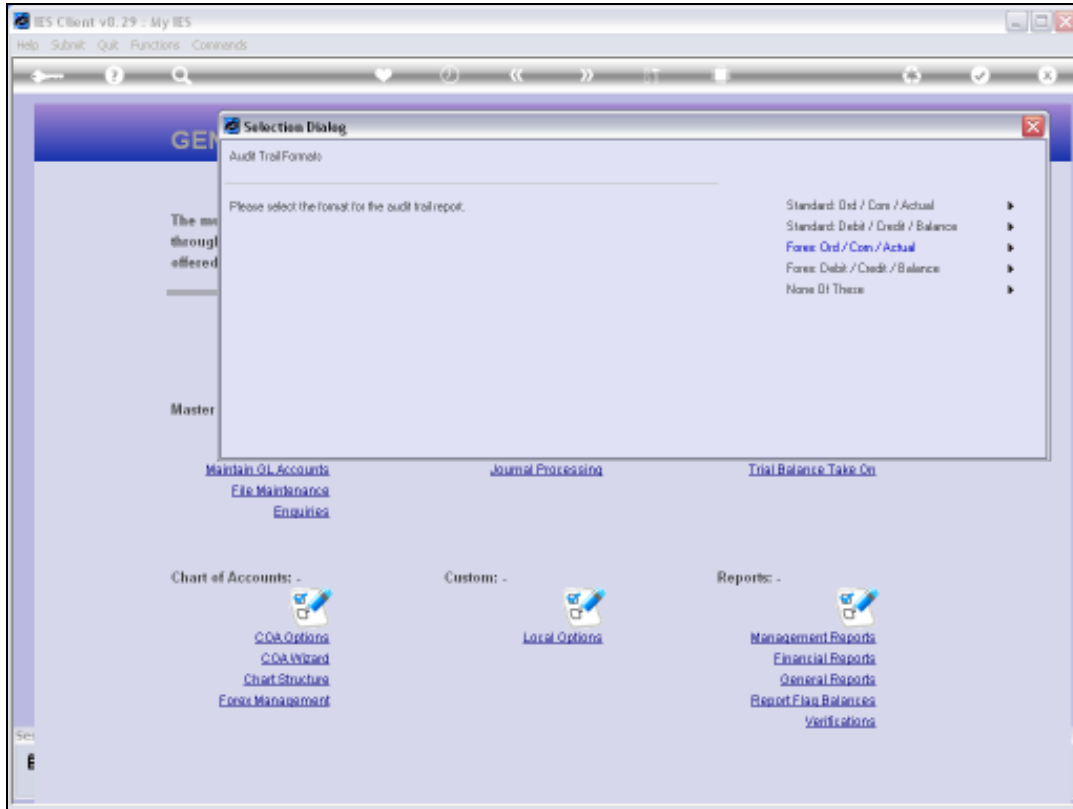 IES Client v8.29 : My IES
Help Submit Quit Functions Commands
GEN
Selection Dialog
Audit Trail Formats
Please select the format for the audit trail report.
Standard: Ord / Com / Actual
Standard: Debit / Credit / Balance
Forex: Ord / Com / Actual
Forex: Debit / Credit / Balance
None Of These
The mo
through
offered
Master
Maintain GL Accounts
Journal Processing
Trial Balance Take On
File Maintenance
Enquiries
Chart of Accounts: -
Custom: -
Reports: -
COA Options
Local Options
Management Reports
COA Wizard
Financial Reports
Chart Structure
General Reports
Forex Management
Report Flag Balances
Verifications
Ser